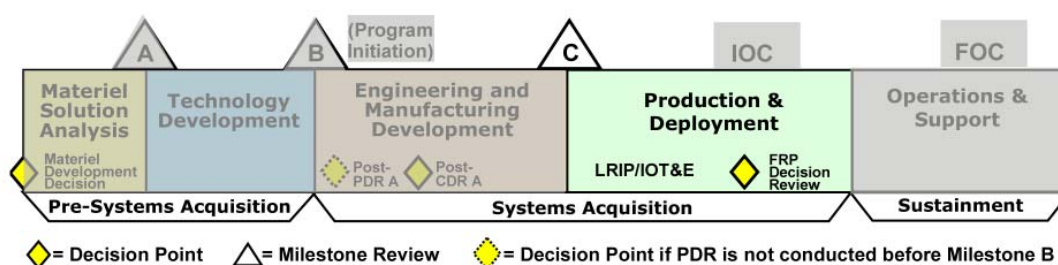 A
B
(Program
Initiation)
C
IOC
FOC
Materiel
Solution
Analysis
Materiel
Development
Decision
Technology
Development
Engineering and
Manufacturing
Development
Post-
PDR A
Post-
CDR A
Production &
Deployment
LRIP/IOT&E
FRP
Decision
Review
Operations &
Support
Pre-Systems Acquisition
Systems Acquisition
Sustainment
= Decision Point
= Milestone Review
= Decision Point if PDR is not conducted before Milestone B